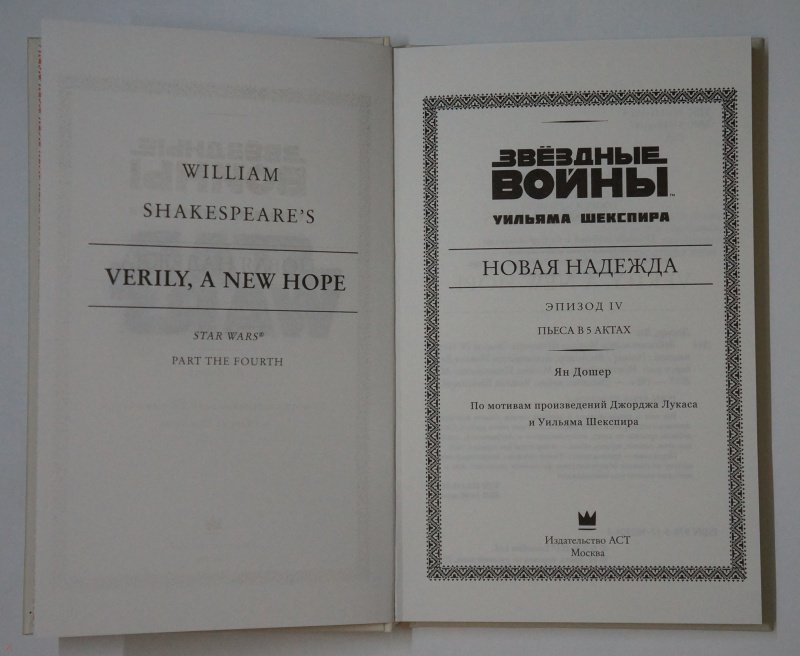 WILLIAM
SHAKESPEARE'S
VERILY, A NEW HOPE
STAR WARS®
PART THE FOURTH
ЗВЁЗДНЫЕ
ВОЙНЫ™
УИЛЬЯМА ШЕКСПИРА
НОВАЯ НАДЕЖДА
ЭПИЗОД IV
ПЬЕСА В 5 АКТАХ
Ян Дошер
По мотивам произведений Джорджа Лукаса
и Уильяма Шекспира
Издательство АСТ
Москва